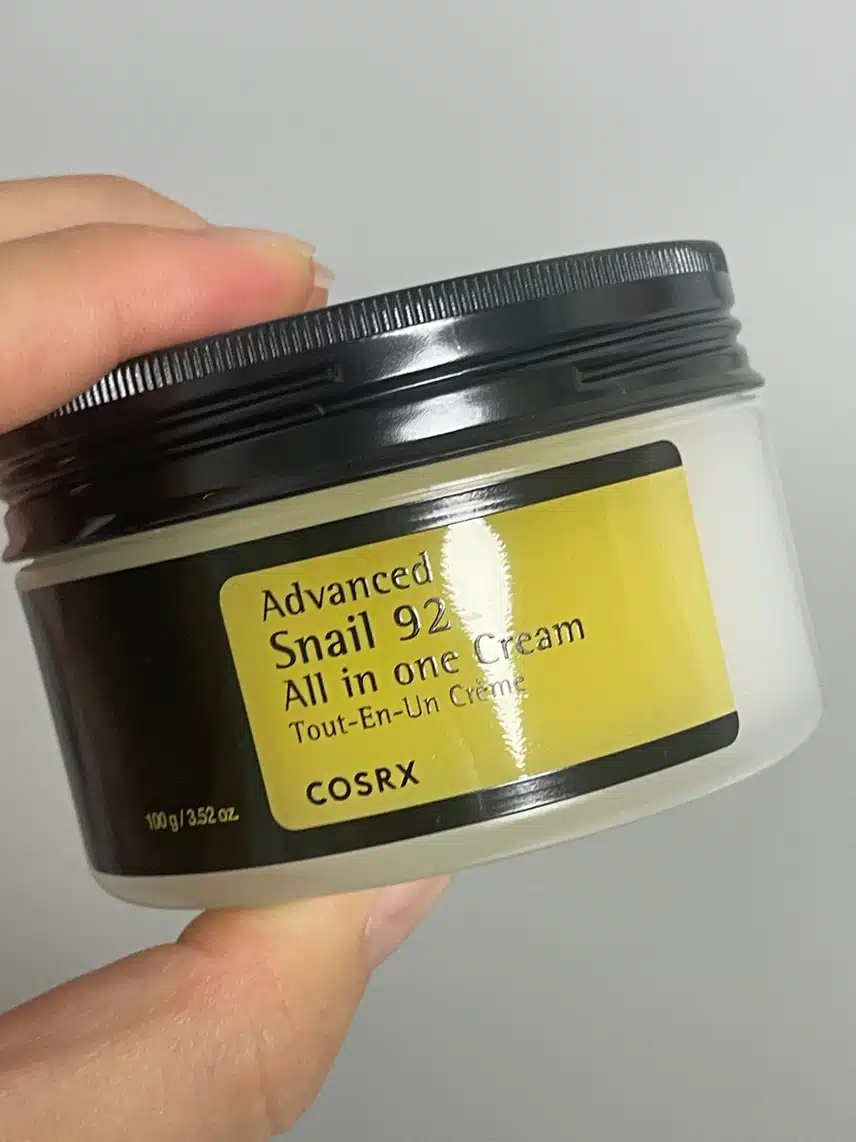 Advanced
Snail 92
All in one Cream
Tout-En-Un Crème
COSRX
100 g / 3.52 oz.